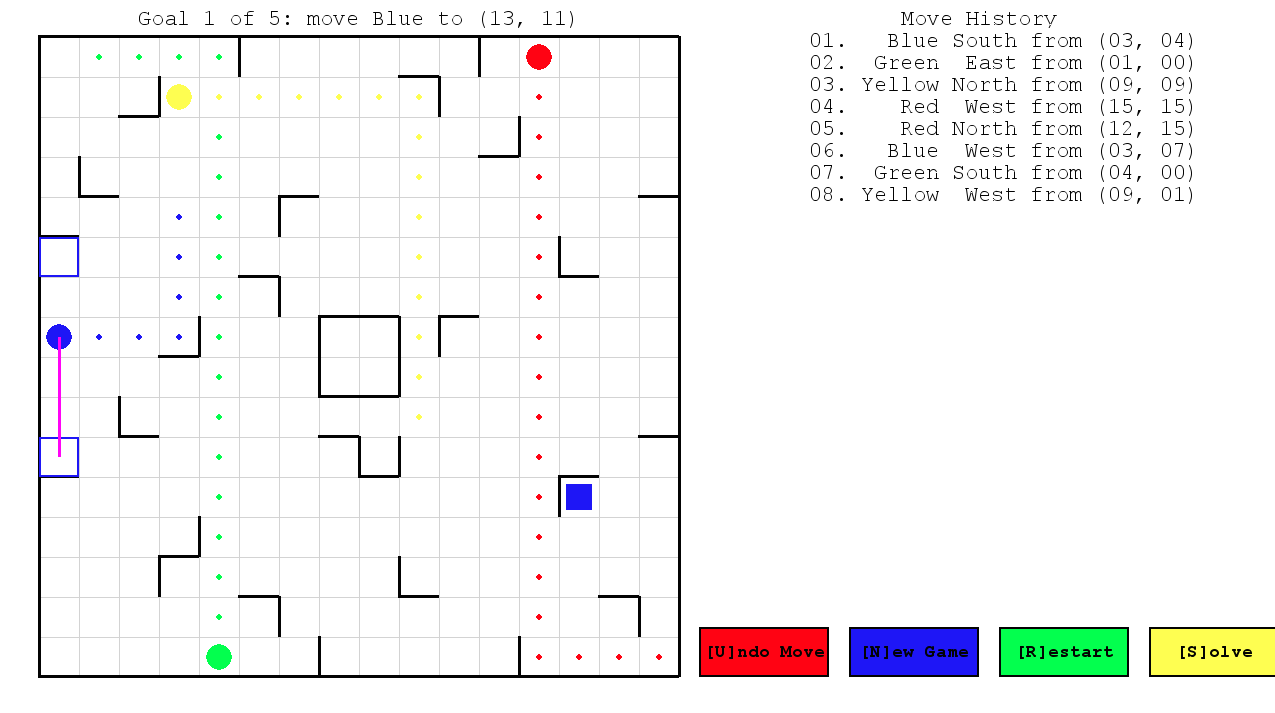 Goal 1 of 5: move Blue to (13, 11)
Move History
01. Blue South from (03, 04)
02. Green East from (01, 00)
03. Yellow North from (09, 09)
04. Red West from (15, 15)
05. Red North from (12, 15)
06. Blue West from (03, 07)
07. Green South from (04, 00)
08. Yellow West from (09, 01)
[U]ndo Move
[N]ew Game
[R]estart
[S]olve